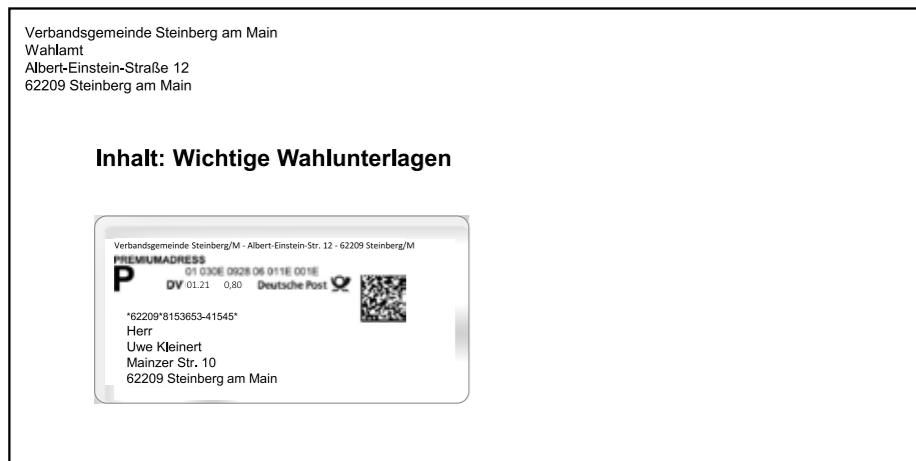 Verbandsgemeinde Steinberg am Main
Wahlamt
Albert-Einstein-Straße 12
62209 Steinberg am Main
Inhalt: Wichtige Wahlunterlagen
Verbandsgemeinde Steinberg/M - Albert-Einstein-Str. 12 - 62209 Steinberg/M
PREMIUMADRESS
P
01 030E 0928 06 011E 001E
DV 01.21 0,80 Deutsche Post
*62209*8153653-41545*
Herr
Uwe Kleinert
Mainzer Str. 10
62209 Steinberg am Main